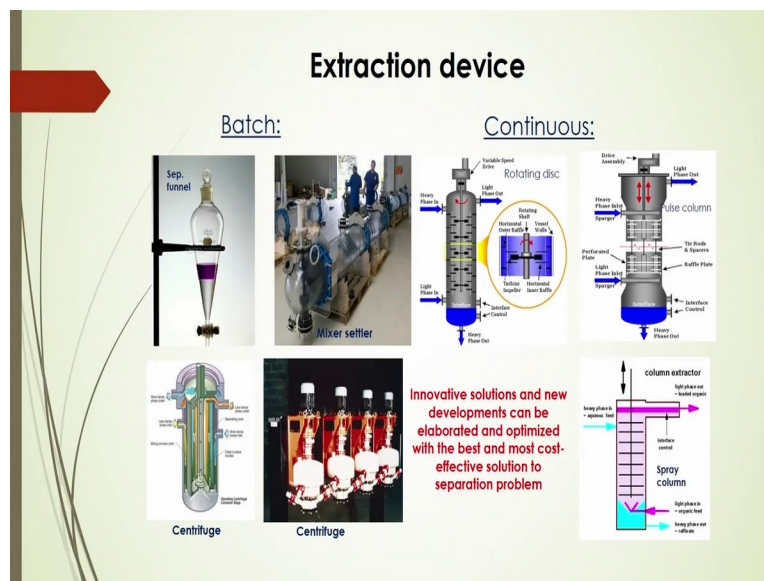 Extraction device
Batch:
Continuous:
Sep.
funnel
Mixer settler
Variable Speed
Drive
Rotating disc
Heavy
Phase In
Light
Phase Out
Rotating
Shaft
Horizontal
Outer Baffle
Vessel
Walls
Turbine
Impeller
Horizontal
Inner Baffle
Light
Phase In
Interface
Interface
Control
Heavy
Phase Out
Drive
Assembly
Light
Phase Out
Heavy Phase Inlet
Sparger
Pulse column
Perforated
Plate
Tie Rods
& Spacers
Baffle Plate
Light
Phase Inlet
Sparger
Interface
Interface
Control
Heavy
Phase Out
Centrifuge
Centrifuge
Innovative solutions and new
developments can be
elaborated and optimized
with the best and most cost-
effective solution to
separation problem
column extractor
light phase out
= loaded organic
heavy phase in
= aqueous feed
interface
control
Spray
column
light phase in
= organic feed
heavy phase out
= raffinate